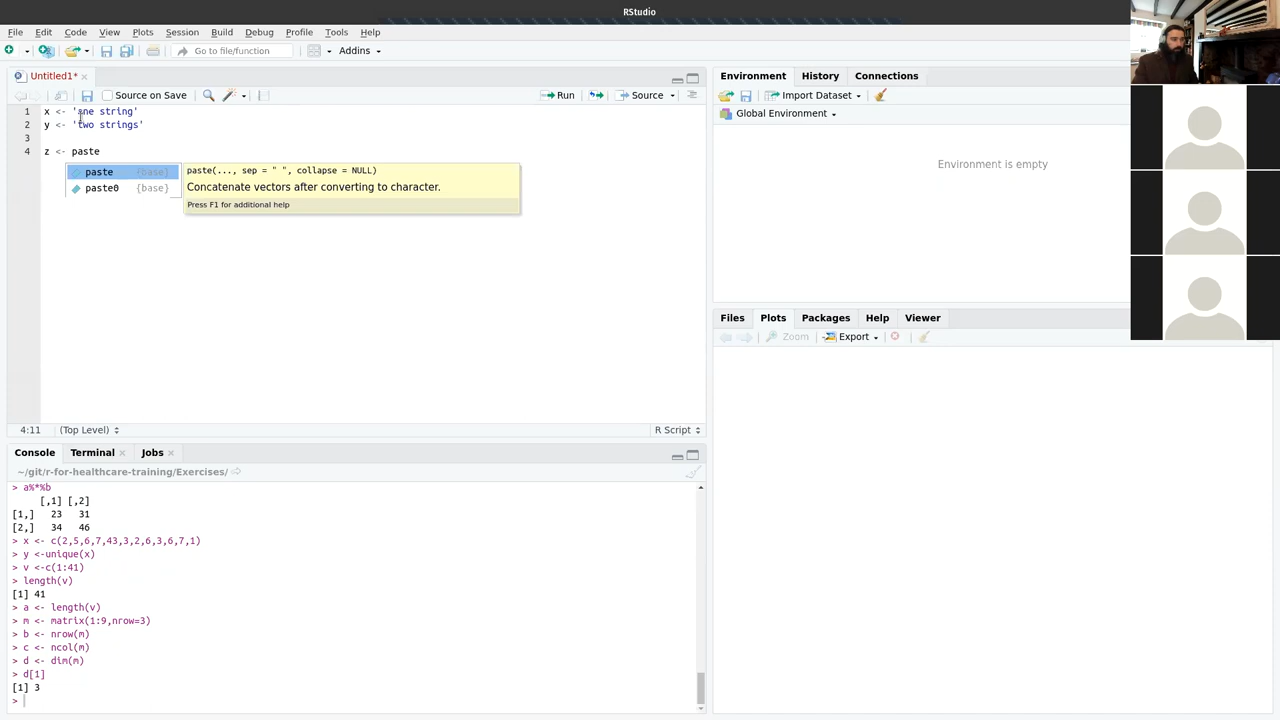 RStudio
File Edit Code View Plots Session Build Debug Profile Tools Help
Go to file/function Addins
Untitled1*
Source on Save Run Source
1 x <- 'one string'
2 y <- 'two strings'
3
4 z <- paste
paste {base}
paste0 {base}
paste(..., sep = " ", collapse = NULL)
Concatenate vectors after converting to character.
Press F1 for additional help
4:11 (Top Level) R Script
Console Terminal Jobs
~/git/r-for-healthcare-training/Exercises/
> a%*%b
[,1] [,2]
[1,] 23 31
[2,] 34 46
> x <- c(2,5,6,7,43,3,2,6,3,6,7,1)
> y <-unique(x)
> v <-c(1:41)
> length(v)
[1] 41
> a <- length(v)
> m <- matrix(1:9,nrow=3)
> b <- nrow(m)
> c <- ncol(m)
> d <- dim(m)
> d[1]
[1] 3
>
Environment History Connections
Import Dataset
Global Environment
Environment is empty
Files Plots Packages Help Viewer
Zoom Export